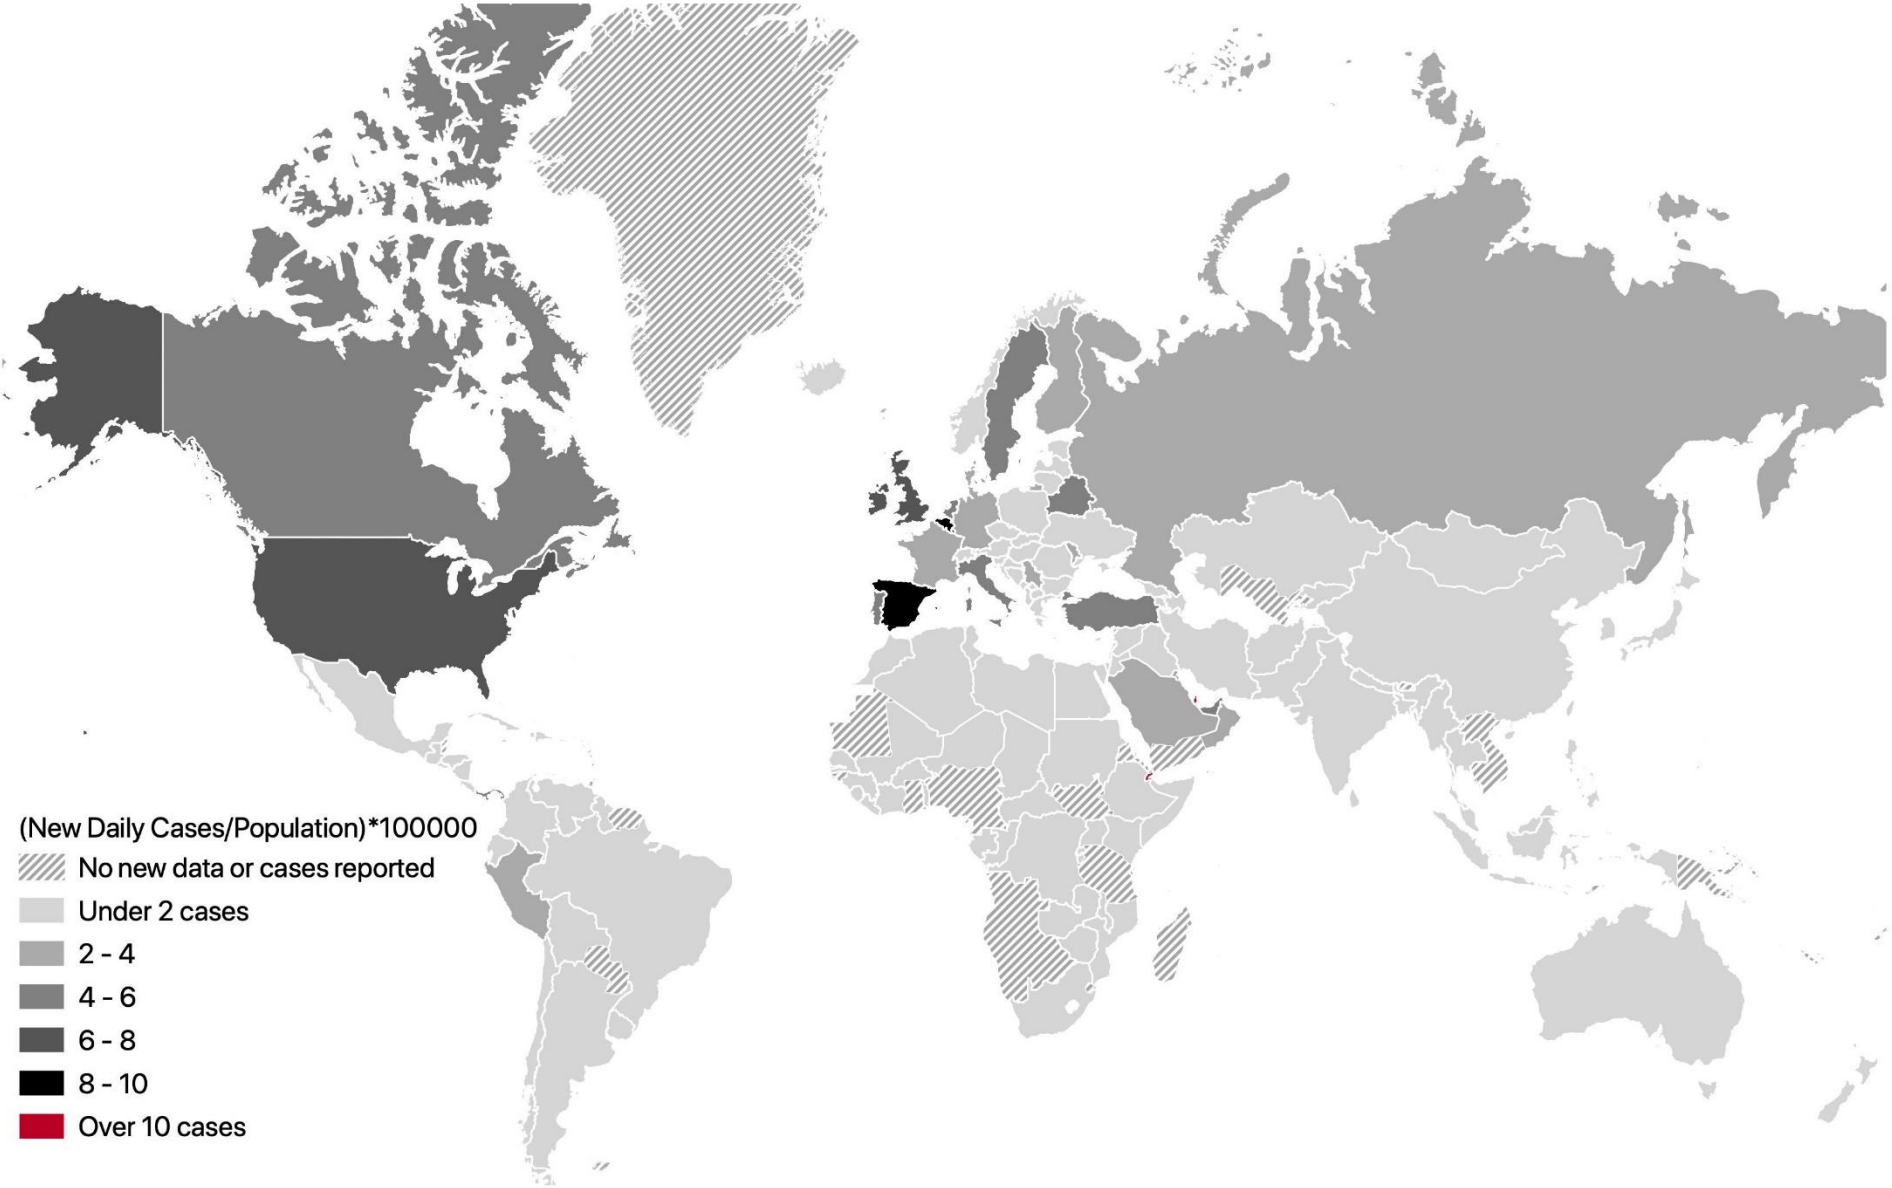 (New Daily Cases/Population)*100000
No new data or cases reported
Under 2 cases
2 - 4
4 - 6
6 - 8
8 - 10
Over 10 cases